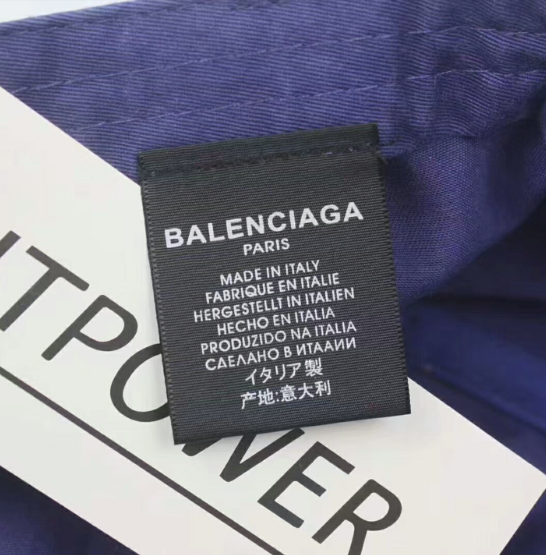 BALENCIAGA
PARIS
MADE IN ITALY
FABRIQUE EN ITALIE
HERGESTELLT IN ITALIEN
HECHO EN ITALIA
PRODUZIDO NA ITALIA
СДЕЛАНО В ИТААИИ
イタリア製
产地:意大利
ITPOWER